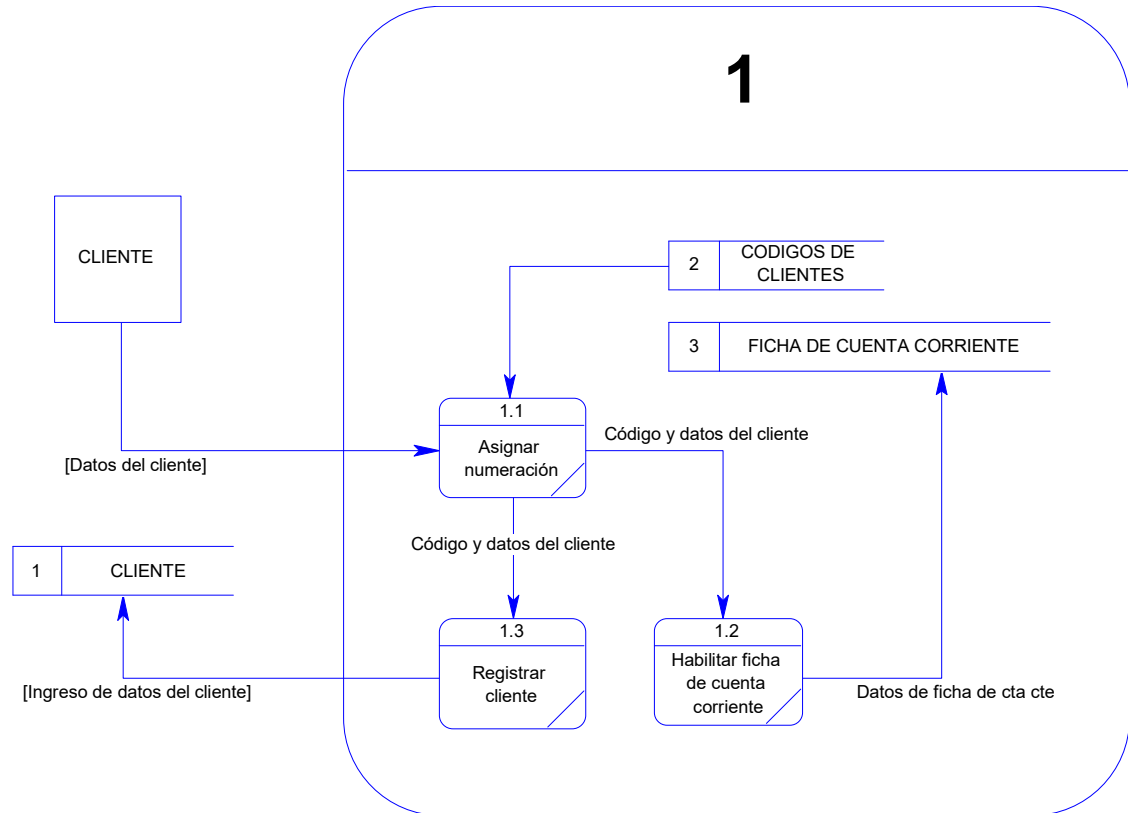 1
CLIENTE
2
CODIGOS DE
CLIENTES
3
FICHA DE CUENTA CORRIENTE
1.1
Asignar
numeración
Código y datos del cliente
[Datos del cliente]
Código y datos del cliente
1
CLIENTE
1.3
Registrar
cliente
1.2
Habilitar ficha
de cuenta
corriente
[Ingreso de datos del cliente]
Datos de ficha de cta cte